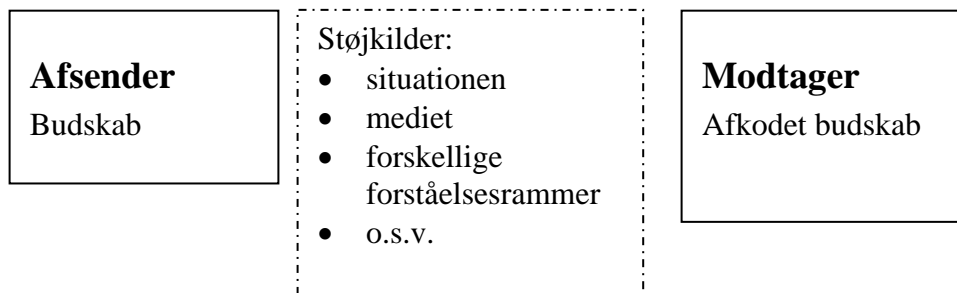 Afsender
Budskab
Støjkilder:
• situationen
• mediet
• forskellige
forståelsesrammer
• o.s.v.
Modtager
Afkodet budskab